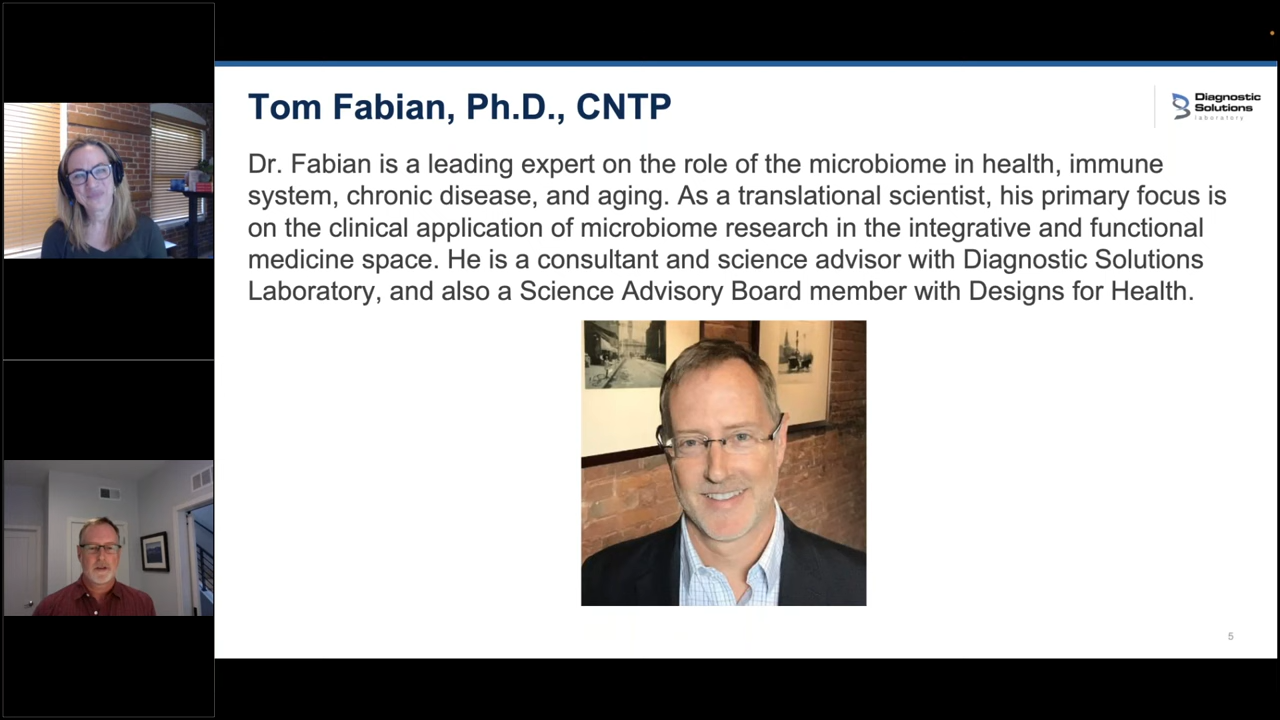 Tom Fabian, Ph.D., CNTP
Diagnostic
Solutions
laboratory
Dr. Fabian is a leading expert on the role of the microbiome in health, immune
system, chronic disease, and aging. As a translational scientist, his primary focus is
on the clinical application of microbiome research in the integrative and functional
medicine space. He is a consultant and science advisor with Diagnostic Solutions
Laboratory, and also a Science Advisory Board member with Designs for Health.
5